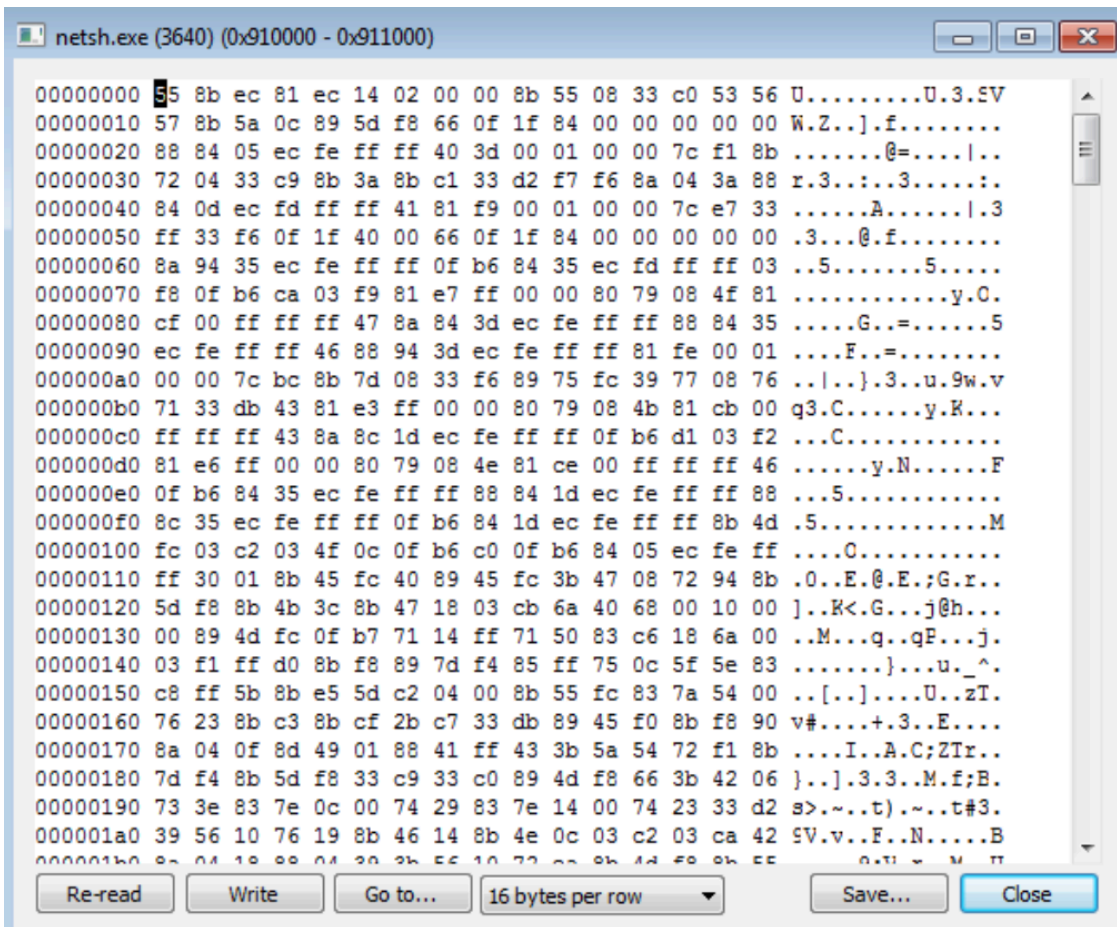 netsh.exe (3640) (0x910000 - 0x911000)
00000000 55 8b ec 81 ec 14 02 00 00 8b 55 08 33 c0 53 56 U.........U.3.SV
00000010 57 8b 5a 0c 89 5d f8 66 0f 1f 84 00 00 00 00 00 W.Z..].f........
00000020 88 84 05 ec fe ff ff 40 3d 00 01 00 00 7c f1 8b .......@=....|..
00000030 72 04 33 c9 8b 3a 8b c1 33 d2 f7 f6 8a 04 3a 88 r.3..:..3.....:.
00000040 84 0d ec fd ff ff 41 81 f9 00 01 00 00 7c e7 33 ......A......|.3
00000050 ff 33 f6 0f 1f 40 00 66 0f 1f 84 00 00 00 00 00 .3...@.f........
00000060 8a 94 35 ec fe ff ff 0f b6 84 35 ec fd ff ff 03 ..5.......5.....
00000070 f8 0f b6 ca 03 f9 81 e7 ff 00 00 80 79 08 4f 81 ............y.O.
00000080 cf 00 ff ff ff 47 8a 84 3d ec fe ff ff 88 84 35 .....G..=......5
00000090 ec fe ff ff 46 88 94 3d ec fe ff ff 81 fe 00 01 ....F..=........
000000a0 00 00 7c bc 8b 7d 08 33 f6 89 75 fc 39 77 08 76 ..|..}.3..u.9w.v
000000b0 71 33 db 43 81 e3 ff 00 00 80 79 08 4b 81 cb 00 q3.C......y.K...
000000c0 ff ff ff 43 8a 8c 1d ec fe ff ff 0f b6 d1 03 f2 ...C............
000000d0 81 e6 ff 00 00 80 79 08 4e 81 ce 00 ff ff ff 46 ......y.N......F
000000e0 0f b6 84 35 ec fe ff ff 88 84 1d ec fe ff ff 88 ...5............
000000f0 8c 35 ec fe ff ff 0f b6 84 1d ec fe ff ff 8b 4d .5.............M
00000100 fc 03 c2 03 4f 0c 0f b6 c0 0f b6 84 05 ec fe ff ....O...........
00000110 ff 30 01 8b 45 fc 40 89 45 fc 3b 47 08 72 94 8b .0..E.@.E.;G.r..
00000120 5d f8 8b 4b 3c 8b 47 18 03 cb 6a 40 68 00 10 00 ]..K<.G...j@h...
00000130 00 89 4d fc 0f b7 71 14 ff 71 50 83 c6 18 6a 00 ..M...q..qP...j.
00000140 03 f1 ff d0 8b f8 89 7d f4 85 ff 75 0c 5f 5e 83 .......}...u._^.
00000150 c8 ff 5b 8b e5 5d c2 04 00 8b 55 fc 83 7a 54 00 ..[..]....U..zT.
00000160 76 23 8b c3 8b cf 2b c7 33 db 89 45 f0 8b f8 90 v#....+.3..E....
00000170 8a 04 0f 8d 49 01 88 41 ff 43 3b 5a 54 72 f1 8b ....I..A.C;ZTr..
00000180 7d f4 8b 5d f8 33 c9 33 c0 89 4d f8 66 3b 42 06 }..].3.3..M.f;B.
00000190 73 3e 83 7e 0c 00 74 29 83 7e 14 00 74 23 33 d2 s>.~..t).~..t#3.
000001a0 39 56 10 76 19 8b 46 14 8b 4e 0c 03 c2 03 ca 42 9V.v..F..N.....B
Re-read Write Go to... 16 bytes per row Save... Close